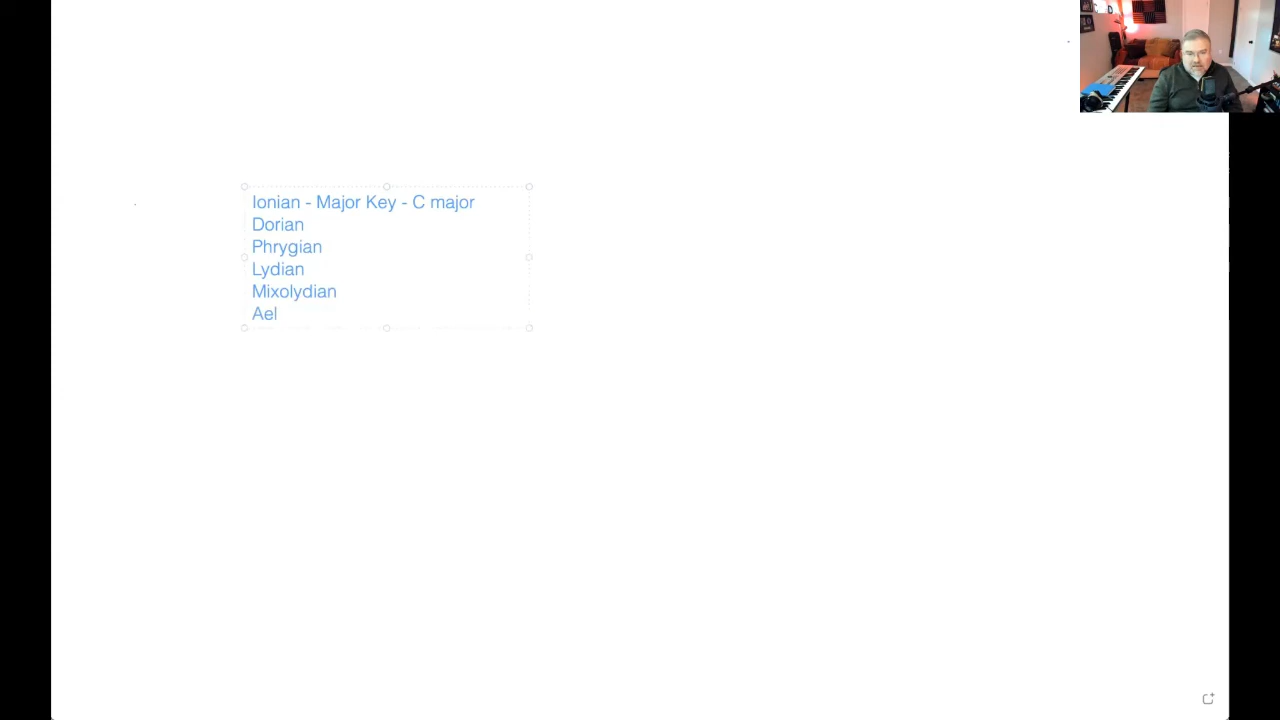 Ionian - Major Key - C major
Dorian
Phrygian
Lydian
Mixolydian
Ael